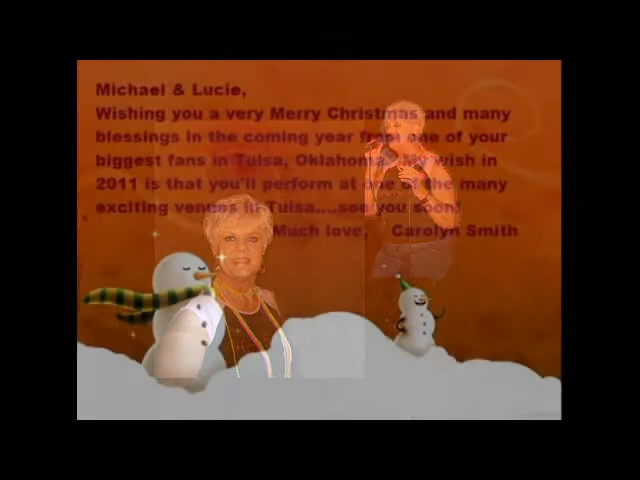 Michael & Lucie,
Wishing you a very Merry Christmas and many
blessings in the coming year from one of your
biggest fans in Tulsa, Oklahoma. My wish in
2011 is that you'll perform at one of the many
exciting venues in Tulsa....see you soon!
Much love, Carolyn Smith